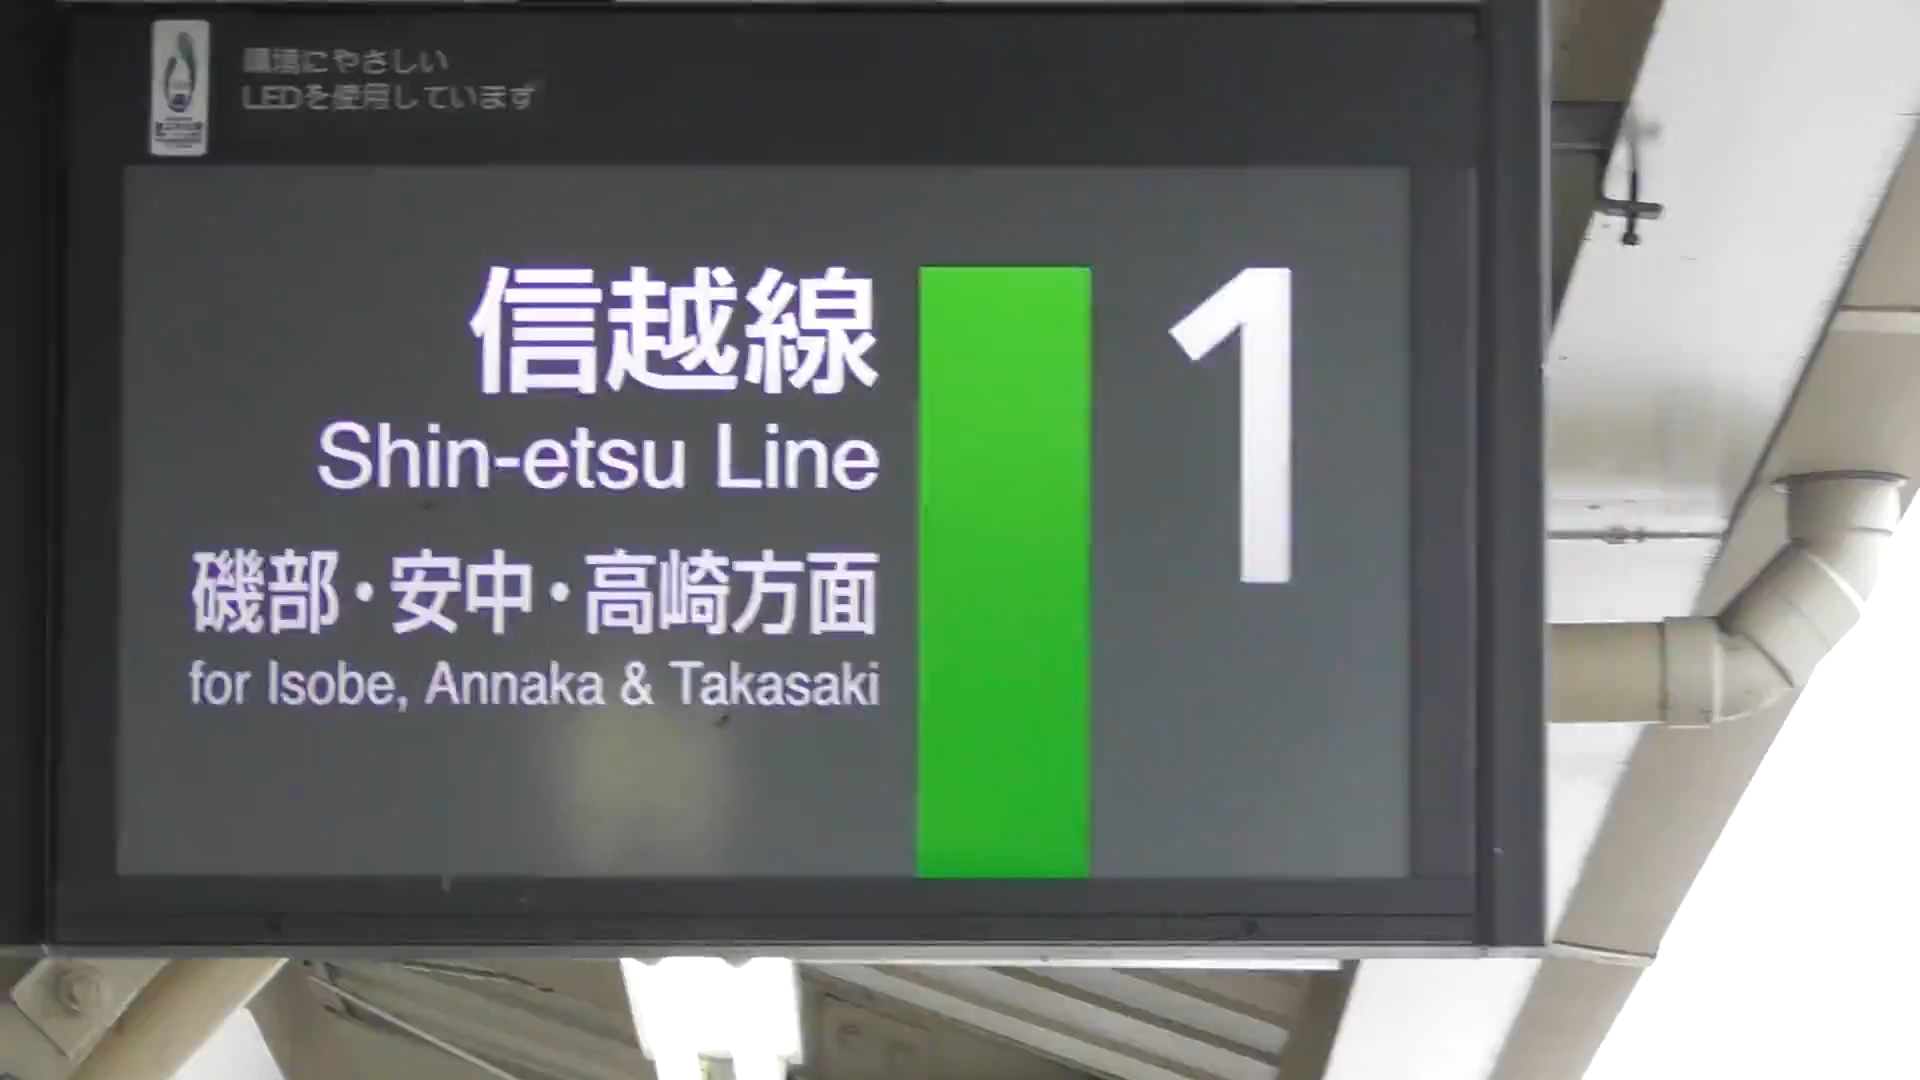 環境にやさしい
LEDを使用しています
信越線
Shin-etsu Line
1
磯部・安中・高崎方面
for Isobe, Annaka & Takasaki